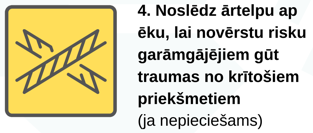 4. Noslēdz ārtelpu ap
ēku, lai novērstu risku
garāmgājējiem gūt
traumas no krītošiem
priekšmetiem
(ja nepieciešams)